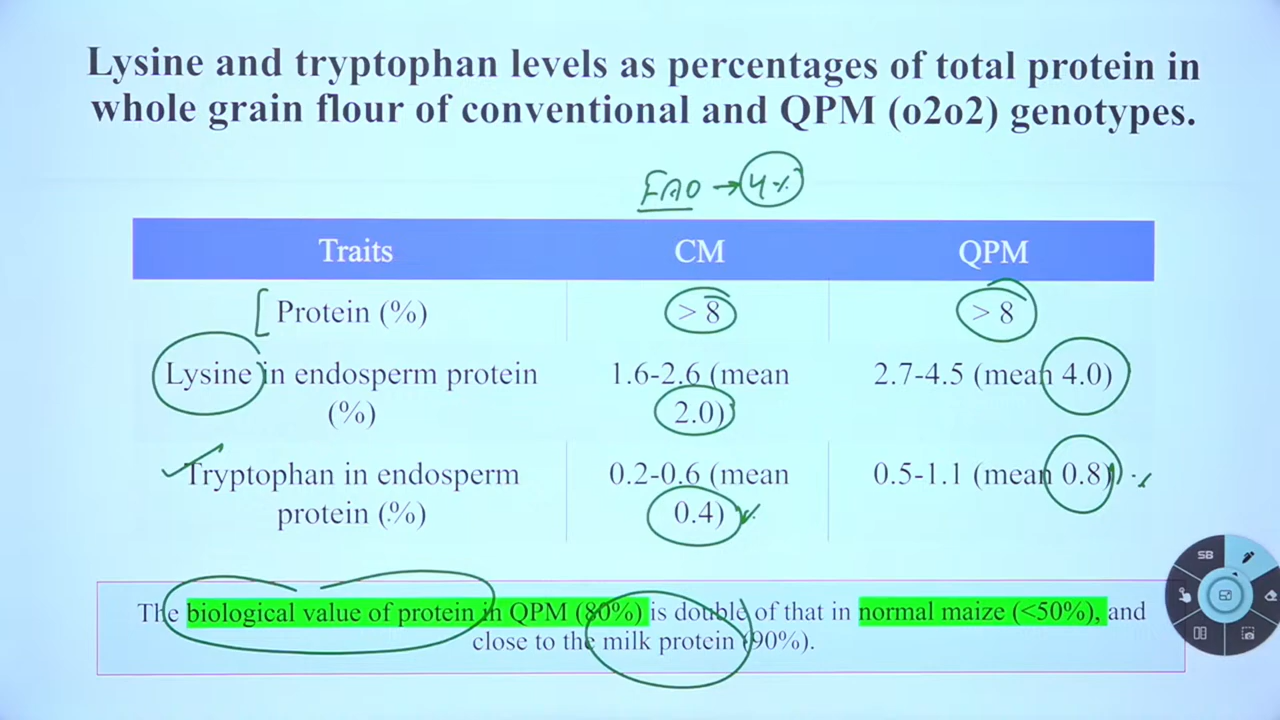 Lysine and tryptophan levels as percentages of total protein in
whole grain flour of conventional and QPM (o2o2) genotypes.
FAO → 4%
Traits CM QPM
Protein (%) > 8 > 8
Lysine in endosperm protein 1.6-2.6 (mean 2.7-4.5 (mean 4.0)
(%) 2.0)
Tryptophan in endosperm 0.2-0.6 (mean 0.5-1.1 (mean 0.8) %
protein (%) 0.4) %
SB
The biological value of protein in QPM (80%) is double of that in normal maize (<50%), and
close to the milk protein (90%).